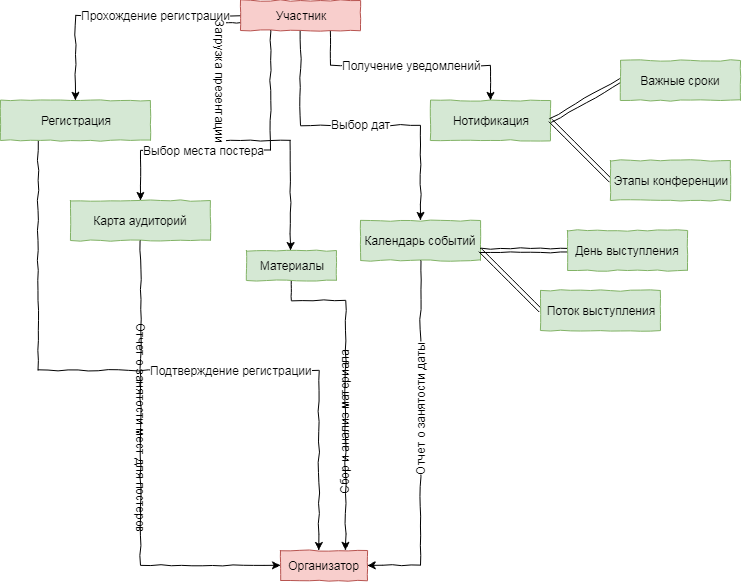 Прохождение регистрации
Участник
Загрузка презентации
Получение уведомлений
Важные сроки
Регистрация
Выбор дат
Нотификация
Выбор места постера
Этапы конференции
Карта аудиторий
Календарь событий
День выступления
Материалы
Поток выступления
Отчет о занятости мест для постеров
Подтверждение регистрации
Сбор и анализ материала
Отчет о занятости даты
Организатор